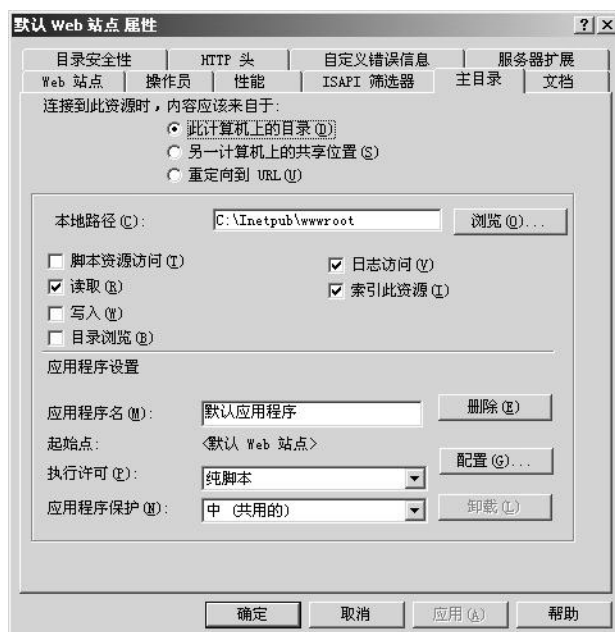 默认 Web 站点 属性
目录安全性 HTTP 头 自定义错误信息 服务器扩展
Web 站点 操作员 性能 ISAPI 筛选器 主目录 文档
连接到此资源时，内容应该来自于:
此计算机上的目录(D)
另一计算机上的共享位置(S)
重定向到 URL(U)
本地路径(C): C:\Inetpub\wwwroot 浏览(O)...
脚本资源访问(T) 日志访问(V)
读取(R) 索引此资源(I)
写入(W)
目录浏览(B)
应用程序设置
应用程序名(M): 默认应用程序 删除(E)
起始点: <默认 Web 站点>
配置(G)...
执行许可(P): 纯脚本
应用程序保护(N): 中 (共用的) 卸载(L)
确定 取消 应用(A) 帮助